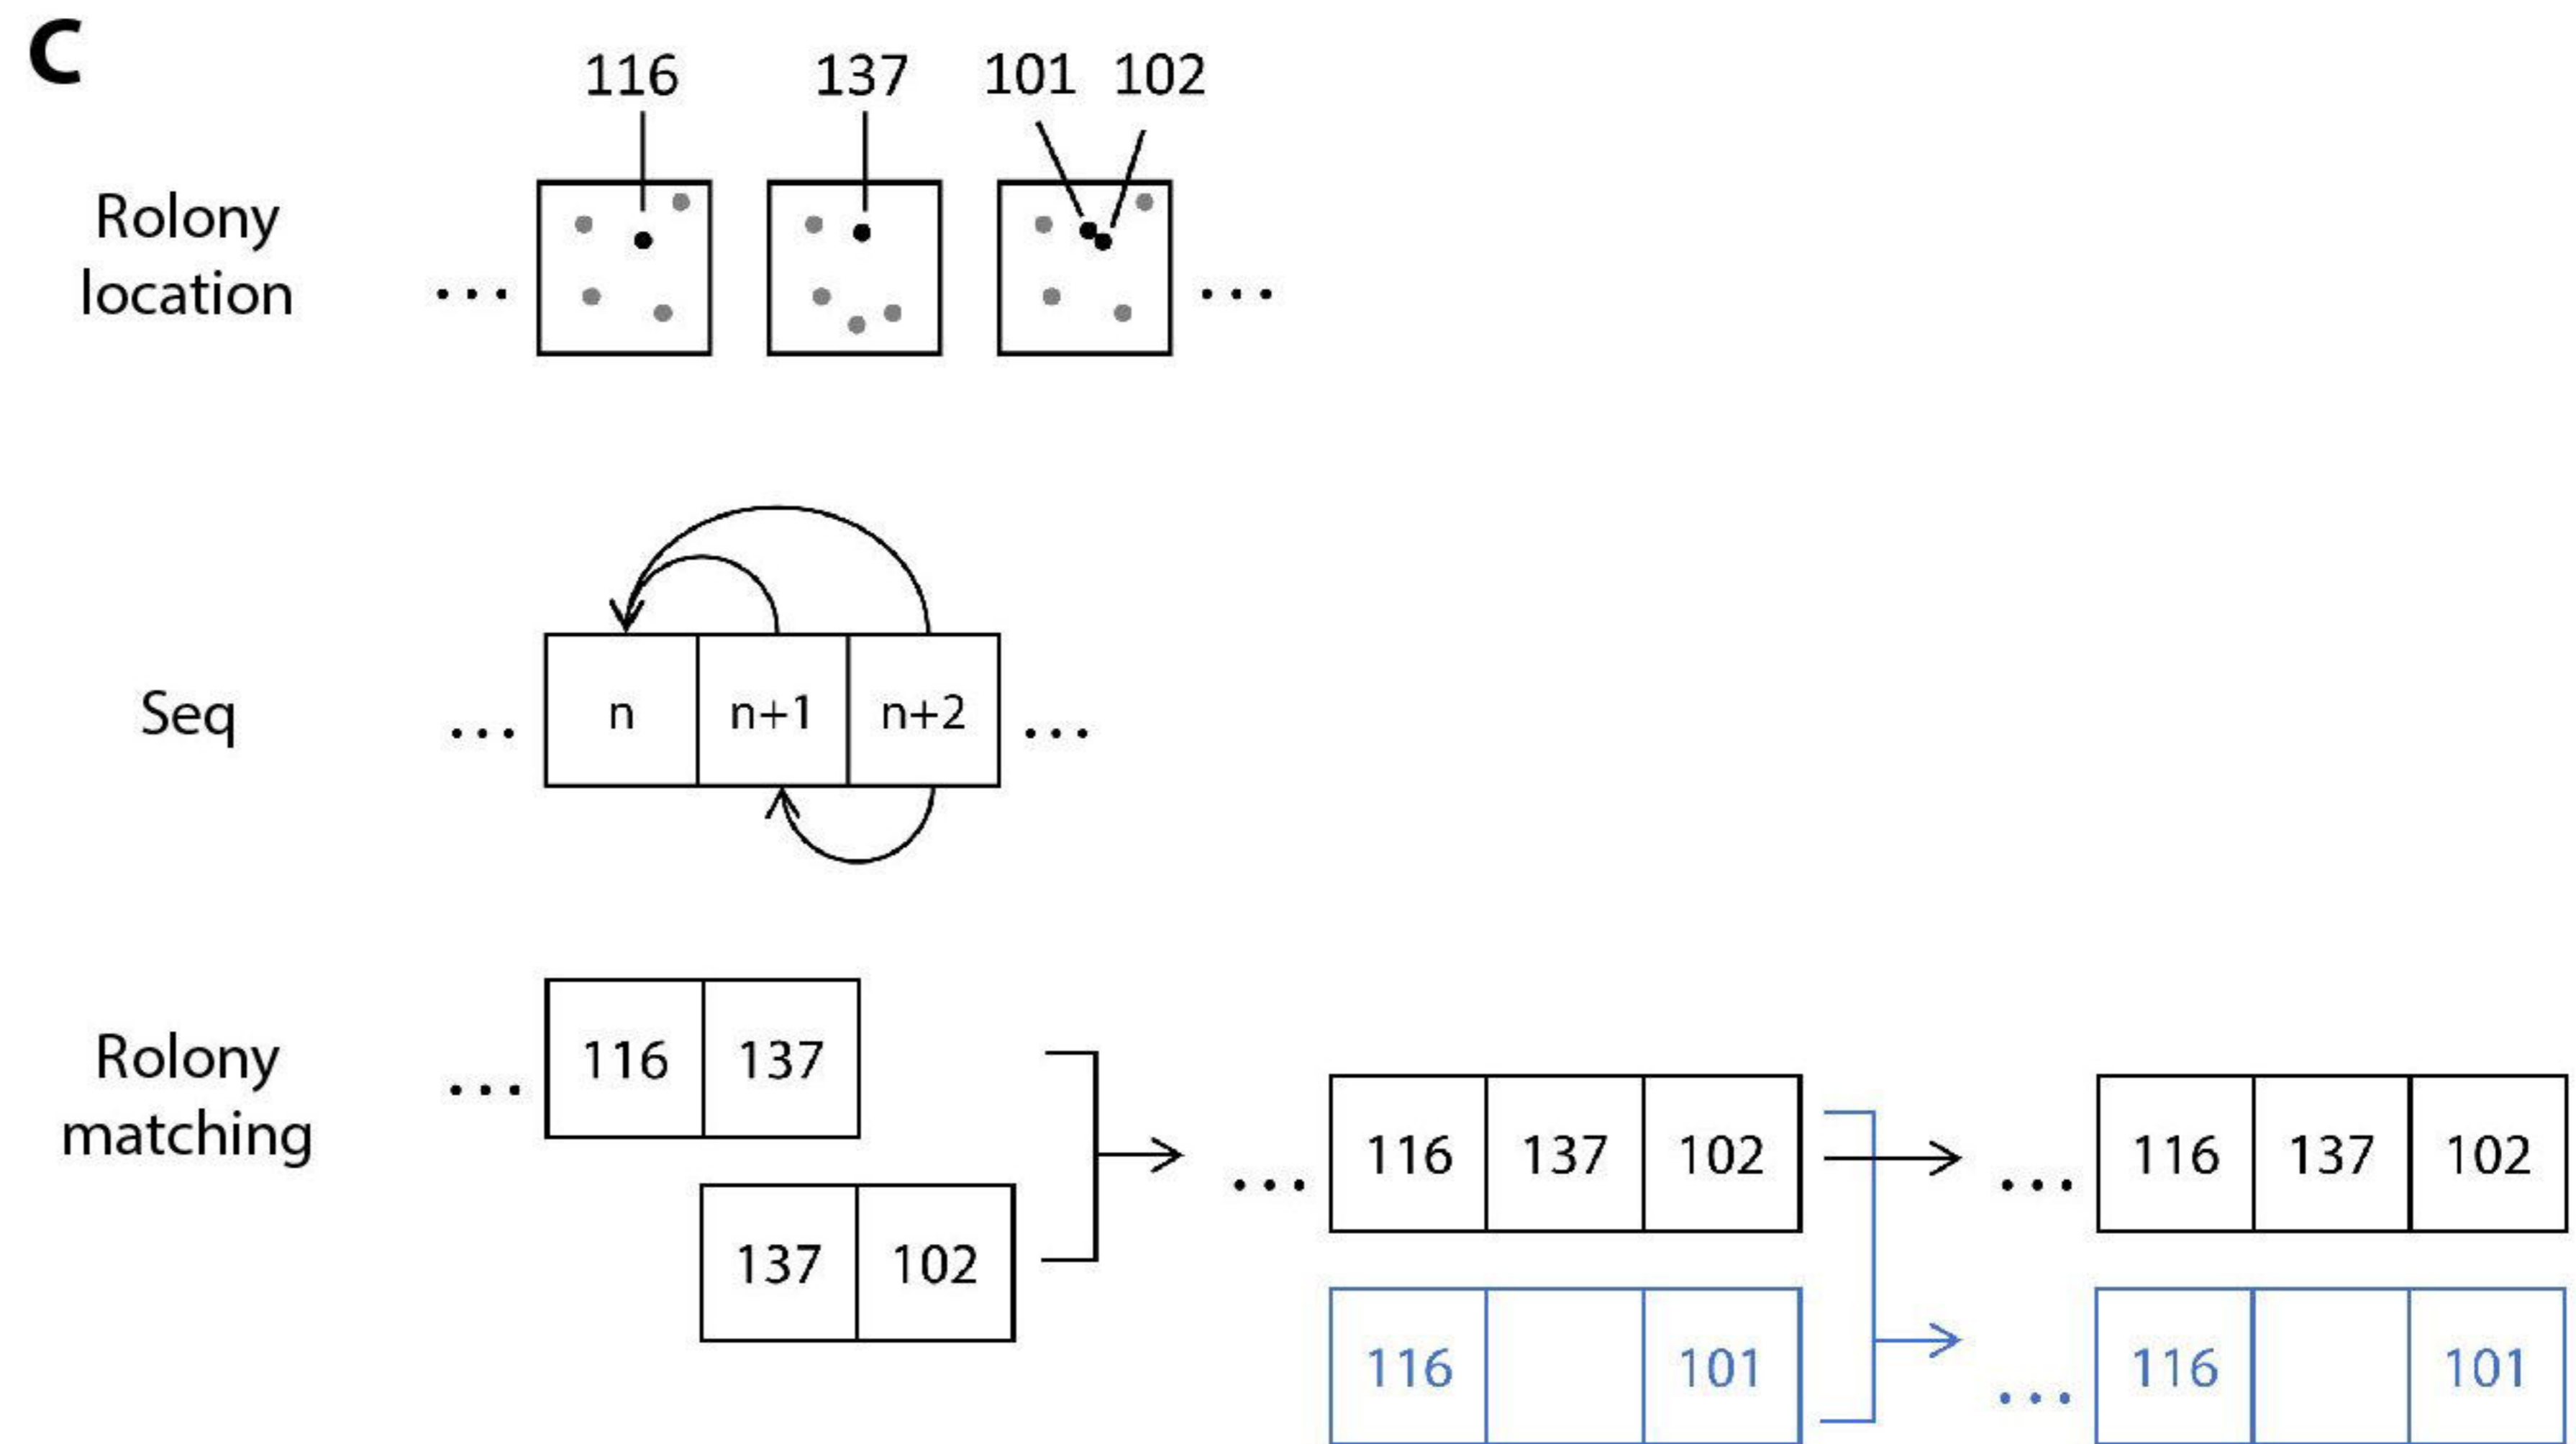 C
116 137 101 102
Rolony
location
... ...
Seq
... n n+1 n+2 ...
Rolony
matching
... 116 137
137 102
... 116 137 102
116 101
... 116 137 102
... 116 101